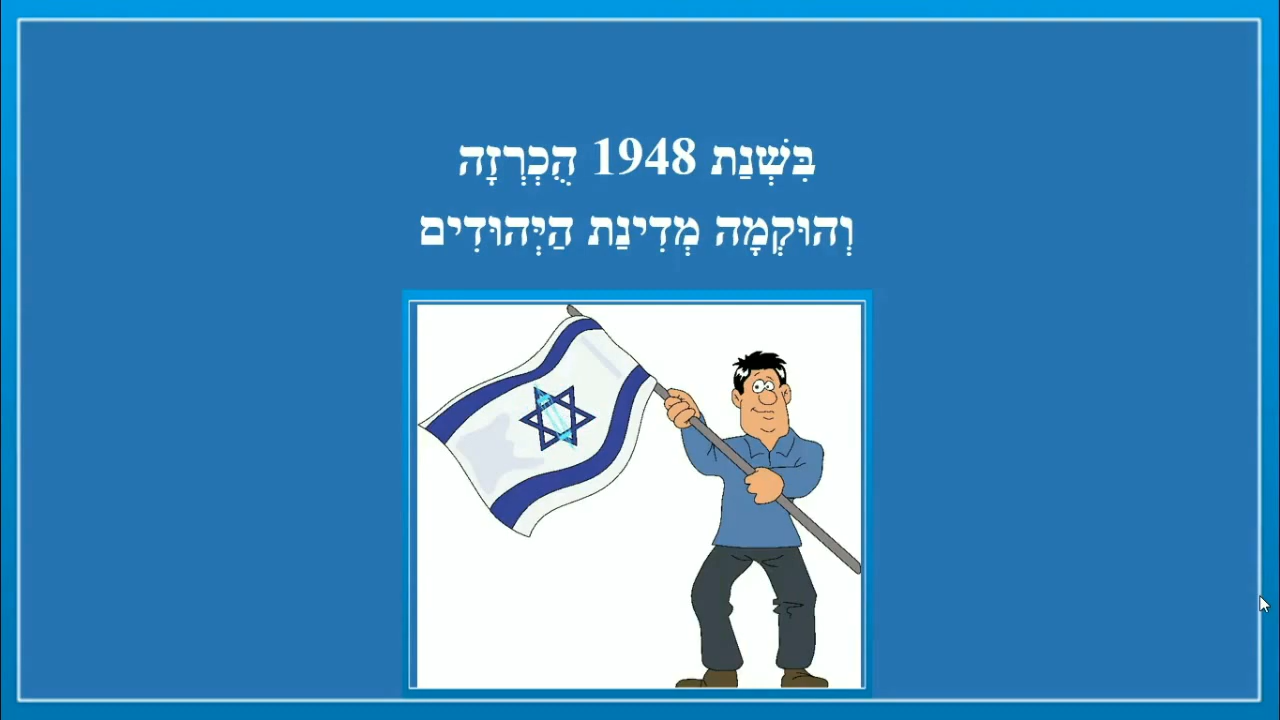 בִּשְׁנַת 1948 הֻכְרְזָה
וְהוּקְמָה מְדִינַת הַיְּהוּדִים